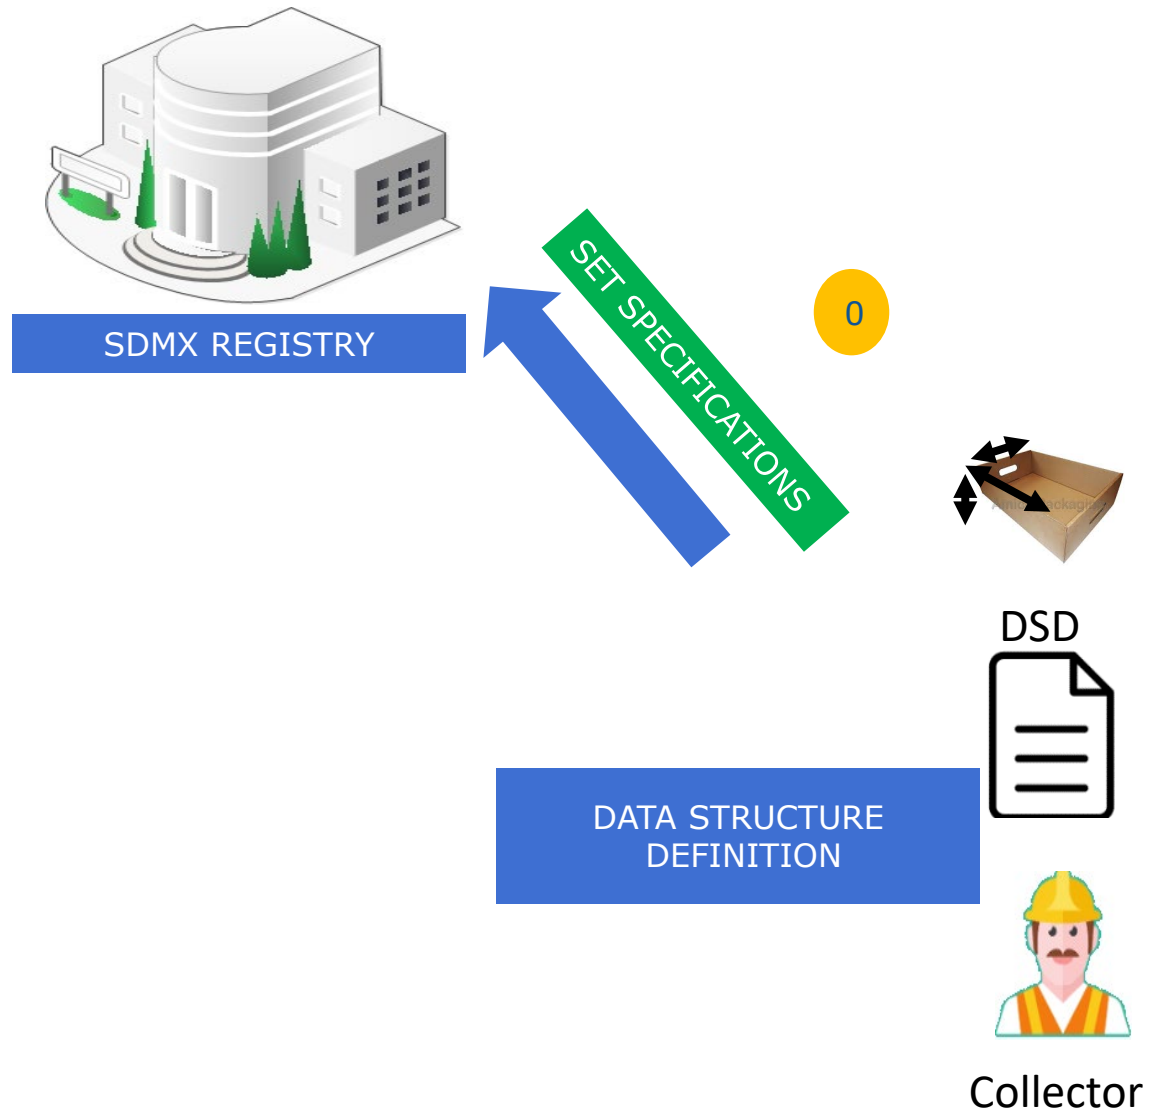 SET SPECIFICATIONS
0
SDMX REGISTRY
DSD
DATA STRUCTURE
DEFINITION
Collector